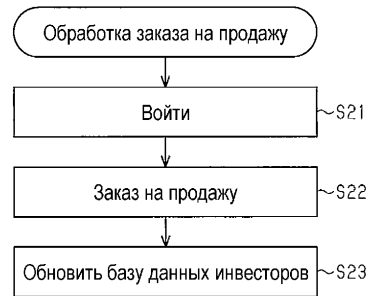 Обработка заказа на продажу
Войти
S21
Заказ на продажу
S22
Обновить базу данных инвесторов
S23